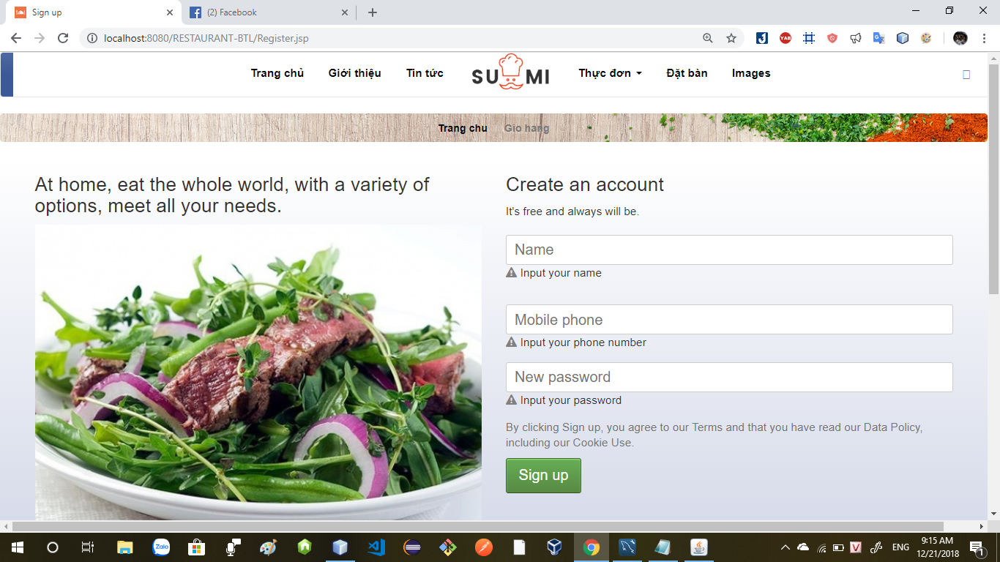 Sign up
(2) Facebook
localhost:8080/RESTAURANT-BTL/Register.jsp
YAB
Trang chủ Giới thiệu Tin tức SUMI Thực đơn Đặt bàn Images
Trang chu Gio hang
At home, eat the whole world, with a variety of
options, meet all your needs.
Create an account
It's free and always will be.
Name
Input your name
Mobile phone
Input your phone number
New password
Input your password
By clicking Sign up, you agree to our Terms and that you have read our Data Policy,
including our Cookie Use.
Sign up
Zalo
ENG
9:15 AM
12/21/2018
1